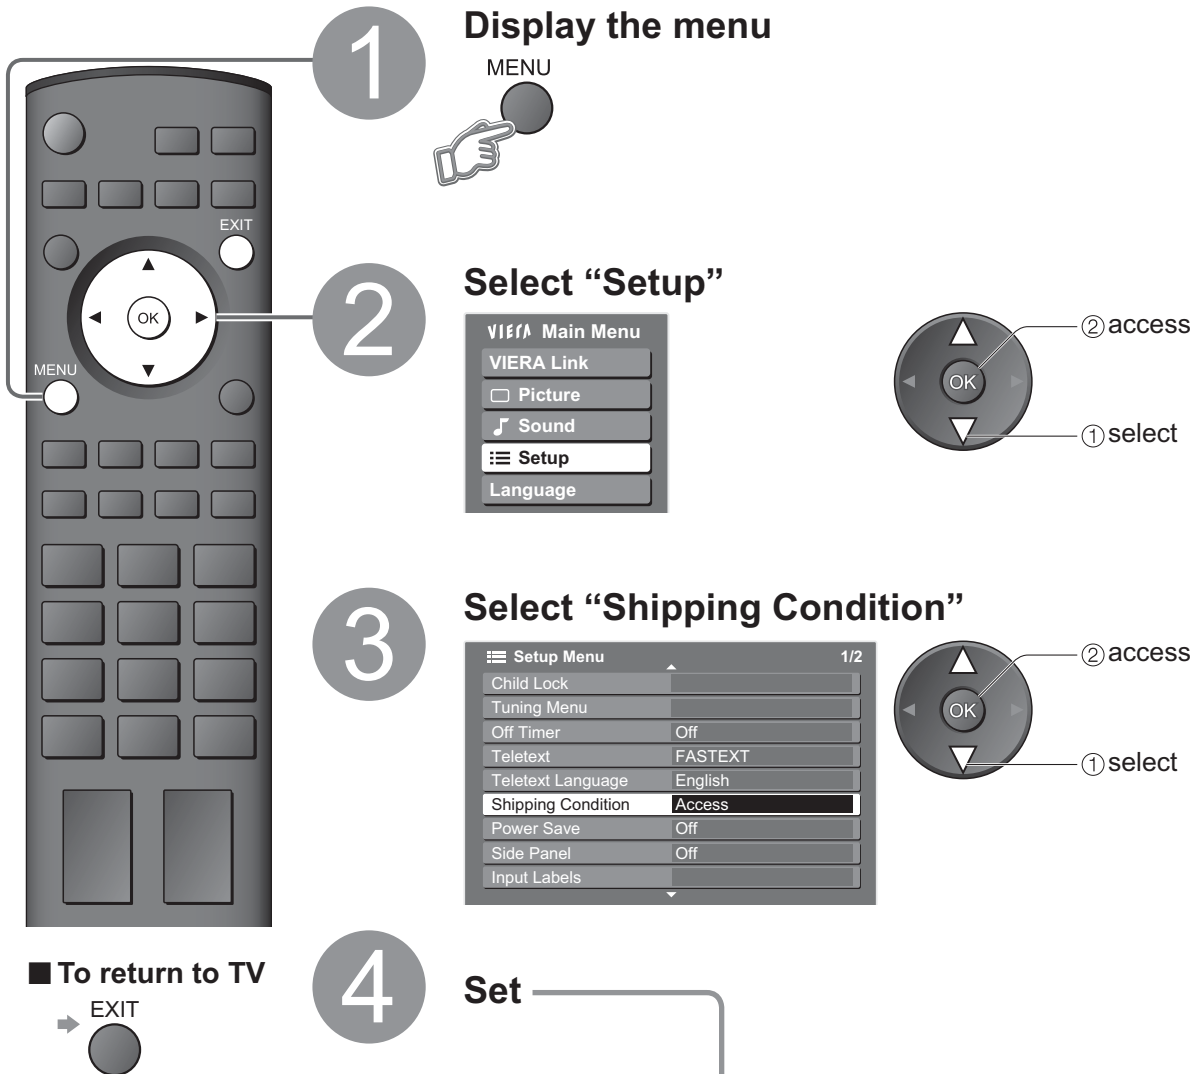 1
Display the menu
MENU
EXIT
OK
MENU
2
Select “Setup”
VIERA Main Menu
VIERA Link
Picture
Sound
Setup
Language
OK
②access
①select
3
Select “Shipping Condition”
Setup Menu 1/2
Child Lock
Tuning Menu
Off Timer Off
Teletext FASTEXT
Teletext Language English
Shipping Condition Access
Power Save Off
Side Panel Off
Input Labels
OK
②access
①select
■ To return to TV
EXIT
4
Set